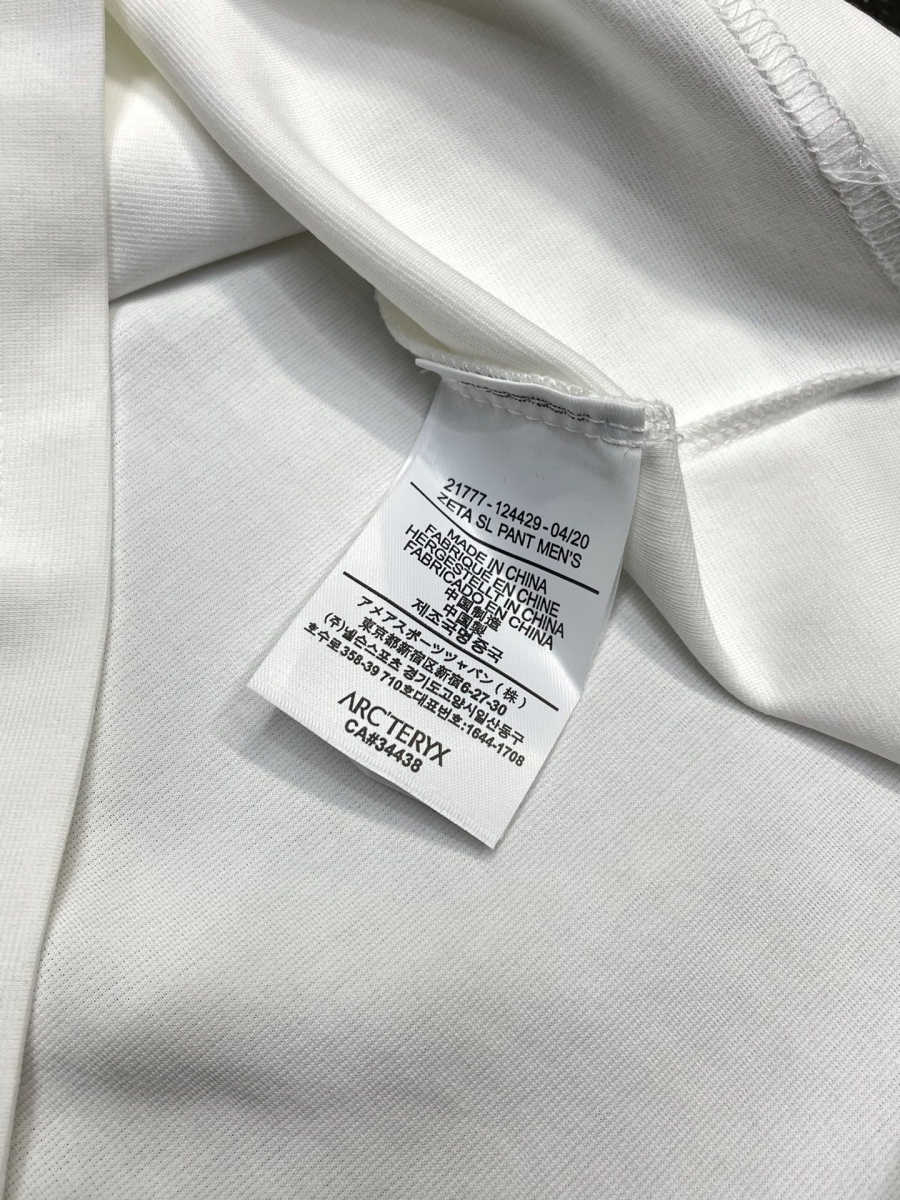 21777-124429-04/20
ZETA SL PANT MEN'S
MADE IN CHINA
FABRIQUE EN CHINE
HERGESTELLT IN CHINA
FABRICADO EN CHINA
中国制造
中国製
제조국명중국
アメアスポーツツャパン(株)
東京都新宿区新宿6-27-30
(주)넬슨스포츠 경기도고양시일산동구
호수로358-39 710호대표번호:1644-1708
ARC'TERYX
CA#34438